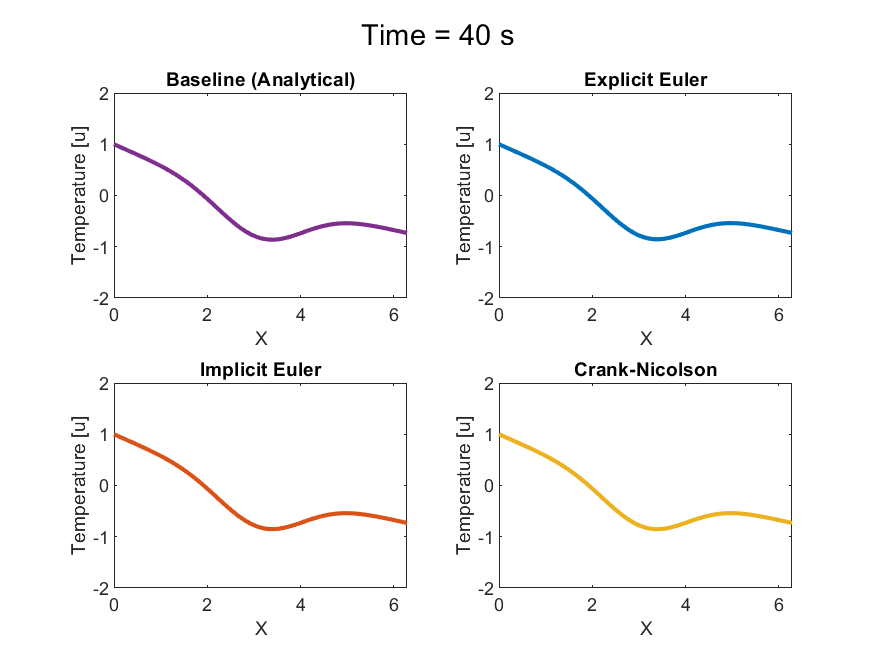 Time = 40 s
Baseline (Analytical)
2
1
0
-1
-2
Temperature [u]
0 2 4 6
X
Explicit Euler
2
1
0
-1
-2
Temperature [u]
0 2 4 6
X
Implicit Euler
2
1
0
-1
-2
Temperature [u]
0 2 4 6
X
Crank-Nicolson
2
1
0
-1
-2
Temperature [u]
0 2 4 6
X